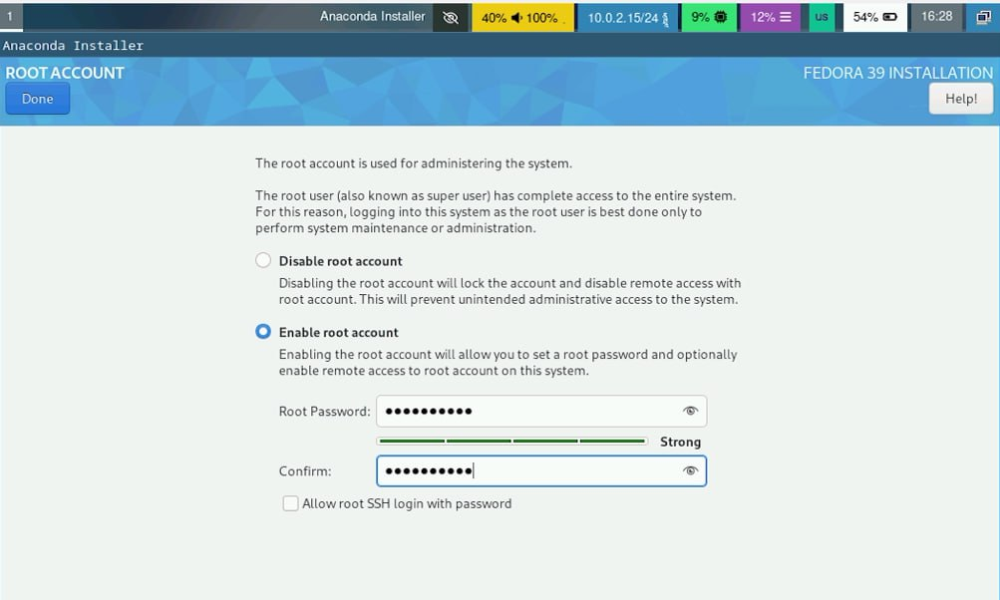 1 Anaconda Installer 40% 100% . 10.0.2.15/24 9% 12% us 54% 16:28
Anaconda Installer
ROOT ACCOUNT FEDORA 39 INSTALLATION
Done Help!
The root account is used for administering the system.
The root user (also known as super user) has complete access to the entire system.
For this reason, logging into this system as the root user is best done only to
perform system maintenance or administration.
Disable root account
Disabling the root account will lock the account and disable remote access with
root account. This will prevent unintended administrative access to the system.
Enable root account
Enabling the root account will allow you to set a root password and optionally
enable remote access to root account on this system.
Root Password: ●●●●●●●●●●
Strong
Confirm: ●●●●●●●●●●
Allow root SSH login with password